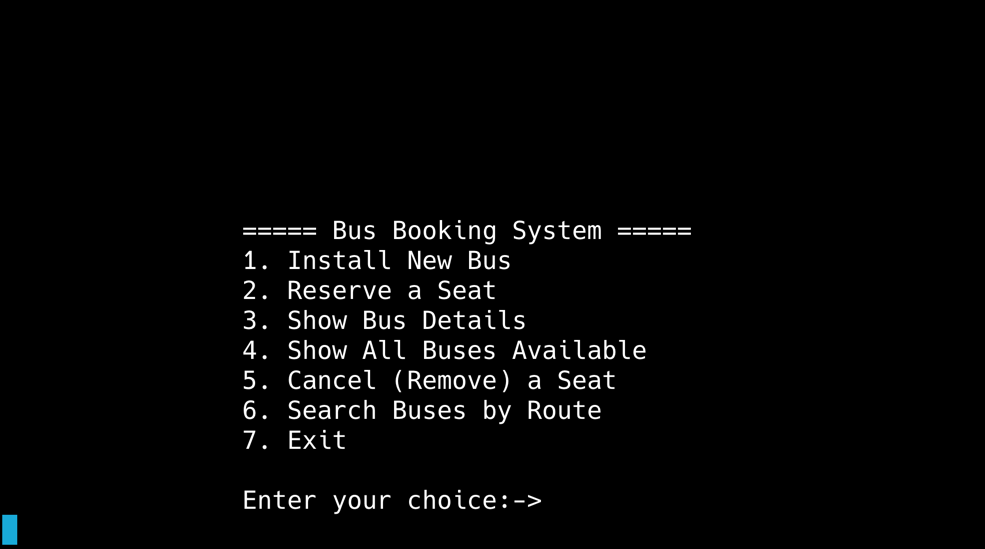 ===== Bus Booking System =====
1. Install New Bus
2. Reserve a Seat
3. Show Bus Details
4. Show All Buses Available
5. Cancel (Remove) a Seat
6. Search Buses by Route
7. Exit
Enter your choice:->